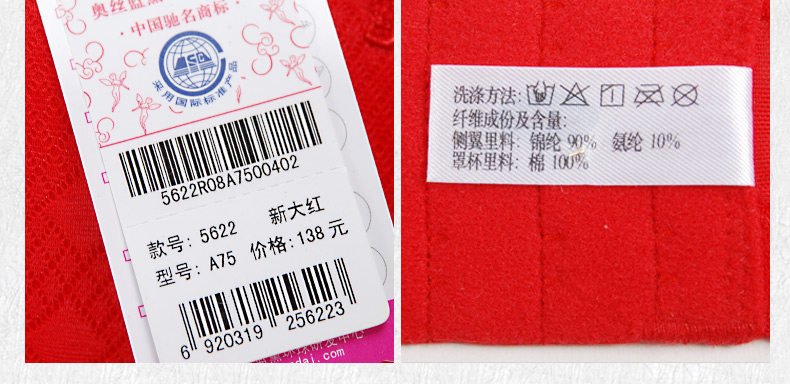 ·中国驰名商标·
采用国际标准产品
5622R08A7500402
款号: 5622 新大红
型号: A75 价格: 138 元
6 920319 256223
洗涤方法:
纤维成份及含量:
侧翼里料: 锦纶 90% 氨纶 10%
罩杯里料: 棉 100%